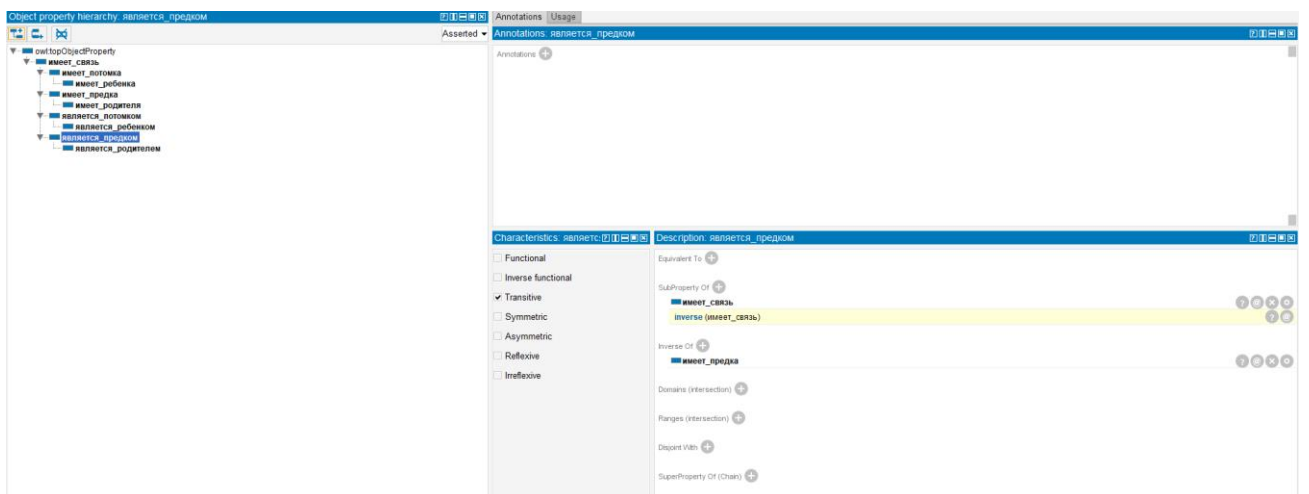 Object property hierarchy: является_предком
Asserted
owl:topObjectProperty
имеет_связь
имеет_потомка
имеет_ребенка
имеет_предка
имеет_родителя
является_потомком
является_ребенком
является_предком
является_родителем
Annotations Usage
Annotations: является_предком
Annotations
Characteristics: являетс
Functional
Inverse functional
Transitive
Symmetric
Asymmetric
Reflexive
Irreflexive
Description: является_предком
Equivalent To
SubProperty Of
имеет_связь
inverse (имеет_связь)
Inverse Of
имеет_предка
Domains (intersection)
Ranges (intersection)
Disjoint With
SuperProperty Of (Chain)